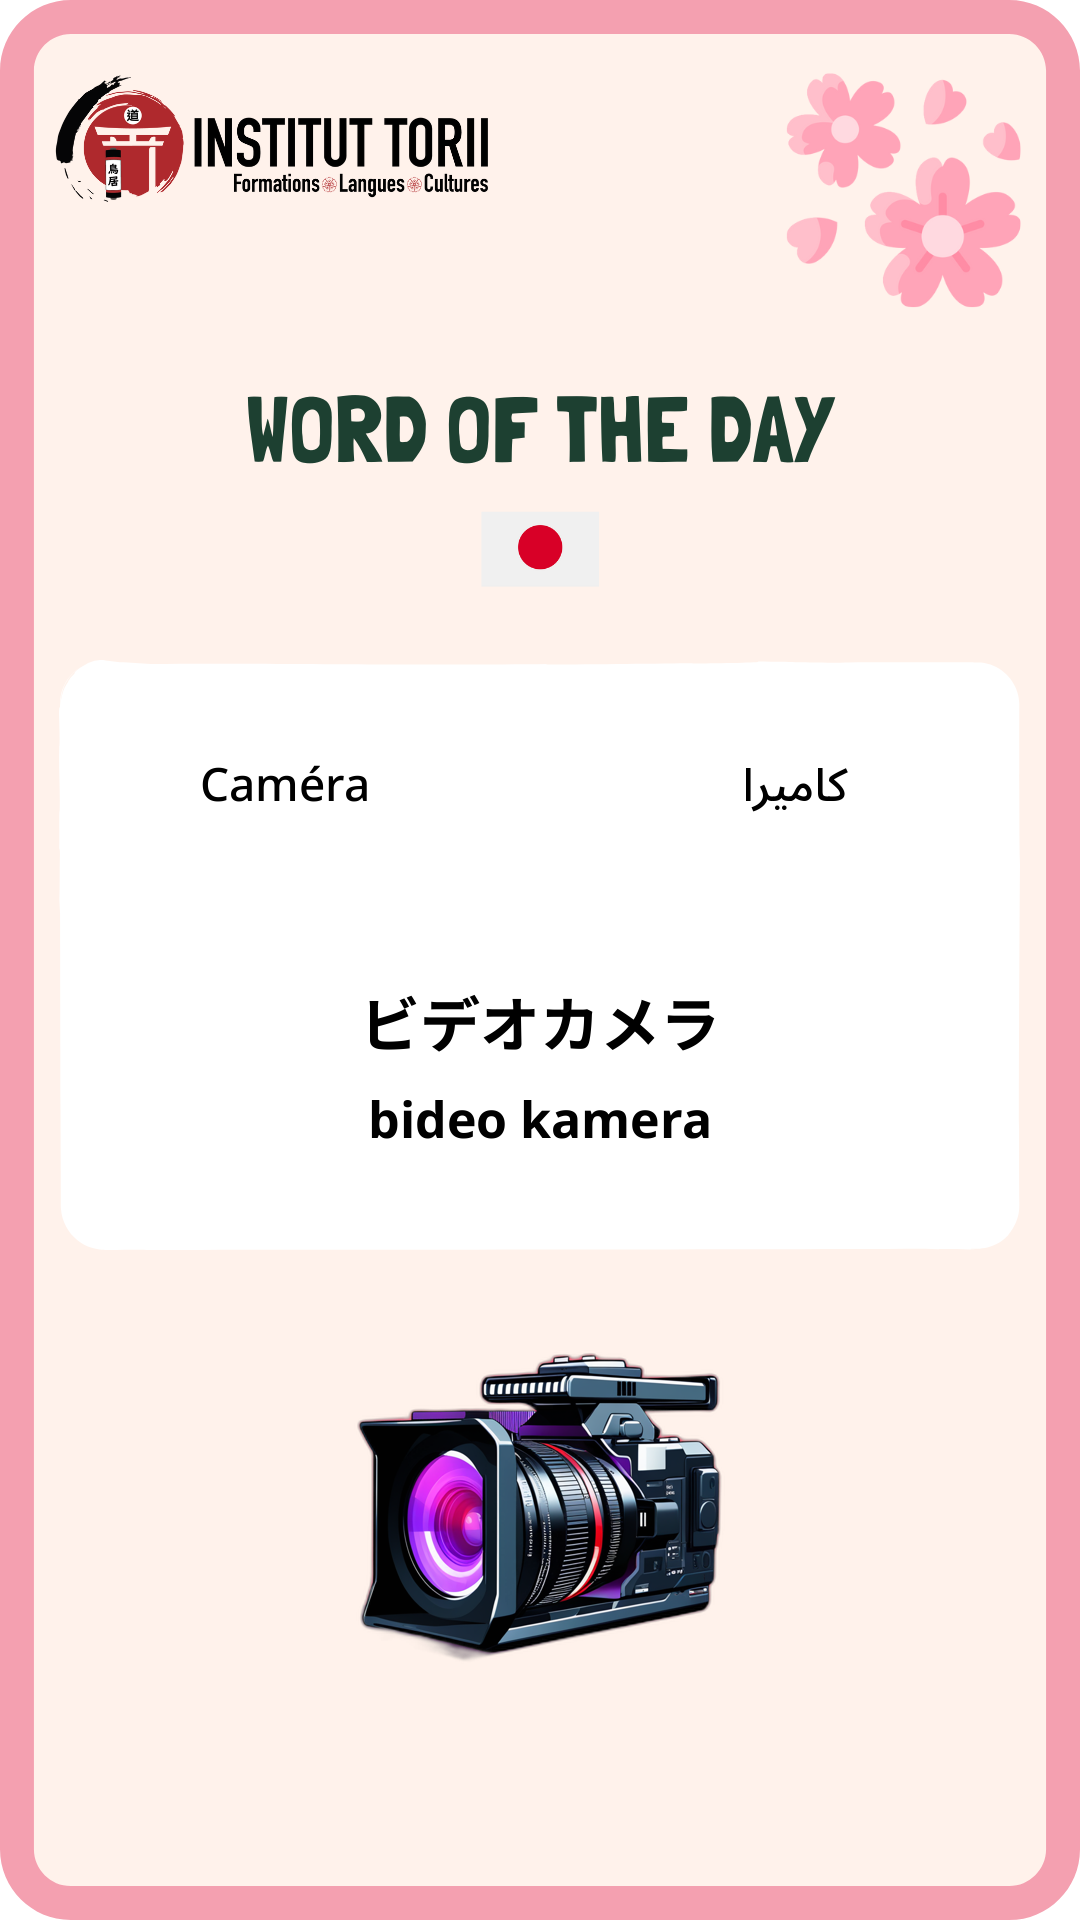 道
鳥居
INSTITUT TORII
Formations Langues Cultures
WORD OF THE DAY
Caméra
كاميرا
ビデオカメラ
bideo kamera